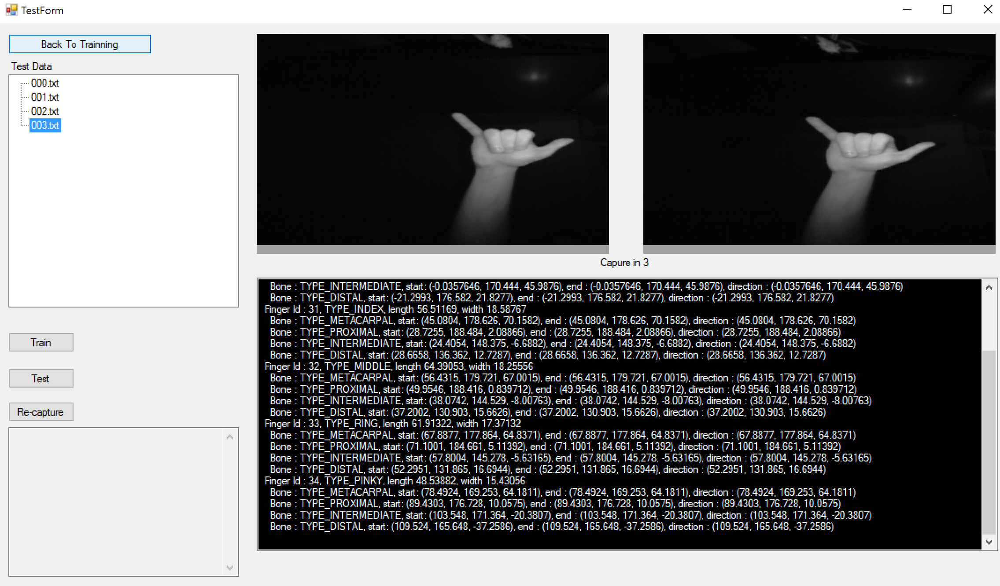 TestForm
Back To Trainning
Test Data
000.txt
001.txt
002.txt
003.txt
Train
Test
Re-capture
Capure in 3
Bone : TYPE_INTERMEDIATE, start: (-0.0357646, 170.444, 45.9876), end : (-0.0357646, 170.444, 45.9876), direction : (-0.0357646, 170.444, 45.9876)
Bone : TYPE_DISTAL, start: (-21.2993, 176.582, 21.8277), end : (-21.2993, 176.582, 21.8277), direction : (-21.2993, 176.582, 21.8277)
Finger Id : 31, TYPE_INDEX, length 56.51169, width 18.58767
Bone : TYPE_METACARPAL, start: (45.0804, 178.626, 70.1582), end : (45.0804, 178.626, 70.1582), direction : (45.0804, 178.626, 70.1582)
Bone : TYPE_PROXIMAL, start: (28.7255, 188.484, 2.08866), end : (28.7255, 188.484, 2.08866), direction : (28.7255, 188.484, 2.08866)
Bone : TYPE_INTERMEDIATE, start: (24.4054, 148.375, -6.6882), end : (24.4054, 148.375, -6.6882), direction : (24.4054, 148.375, -6.6882)
Bone : TYPE_DISTAL, start: (28.6658, 136.362, 12.7287), end : (28.6658, 136.362, 12.7287), direction : (28.6658, 136.362, 12.7287)
Finger Id : 32, TYPE_MIDDLE, length 64.39053, width 18.25556
Bone : TYPE_METACARPAL, start: (56.4315, 179.721, 67.0015), end : (56.4315, 179.721, 67.0015), direction : (56.4315, 179.721, 67.0015)
Bone : TYPE_PROXIMAL, start: (49.9546, 188.416, 0.839712), end : (49.9546, 188.416, 0.839712), direction : (49.9546, 188.416, 0.839712)
Bone : TYPE_INTERMEDIATE, start: (38.0742, 144.529, -8.00763), end : (38.0742, 144.529, -8.00763), direction : (38.0742, 144.529, -8.00763)
Bone : TYPE_DISTAL, start: (37.2002, 130.903, 15.6626), end : (37.2002, 130.903, 15.6626), direction : (37.2002, 130.903, 15.6626)
Finger Id : 33, TYPE_RING, length 61.91322, width 17.37132
Bone : TYPE_METACARPAL, start: (67.8877, 177.864, 64.8371), end : (67.8877, 177.864, 64.8371), direction : (67.8877, 177.864, 64.8371)
Bone : TYPE_PROXIMAL, start: (71.1001, 184.661, 5.11392), end : (71.1001, 184.661, 5.11392), direction : (71.1001, 184.661, 5.11392)
Bone : TYPE_INTERMEDIATE, start: (57.8004, 145.278, -5.63165), end : (57.8004, 145.278, -5.63165), direction : (57.8004, 145.278, -5.63165)
Bone : TYPE_DISTAL, start: (52.2951, 131.865, 16.6944), end : (52.2951, 131.865, 16.6944), direction : (52.2951, 131.865, 16.6944)
Finger Id : 34, TYPE_PINKY, length 48.53882, width 15.43056
Bone : TYPE_METACARPAL, start: (78.4924, 169.253, 64.1811), end : (78.4924, 169.253, 64.1811), direction : (78.4924, 169.253, 64.1811)
Bone : TYPE_PROXIMAL, start: (89.4303, 176.728, 10.0575), end : (89.4303, 176.728, 10.0575), direction : (89.4303, 176.728, 10.0575)
Bone : TYPE_INTERMEDIATE, start: (103.548, 171.364, -20.3807), end : (103.548, 171.364, -20.3807), direction : (103.548, 171.364, -20.3807)
Bone : TYPE_DISTAL, start: (109.524, 165.648, -37.2586), end : (109.524, 165.648, -37.2586), direction : (109.524, 165.648, -37.2586)